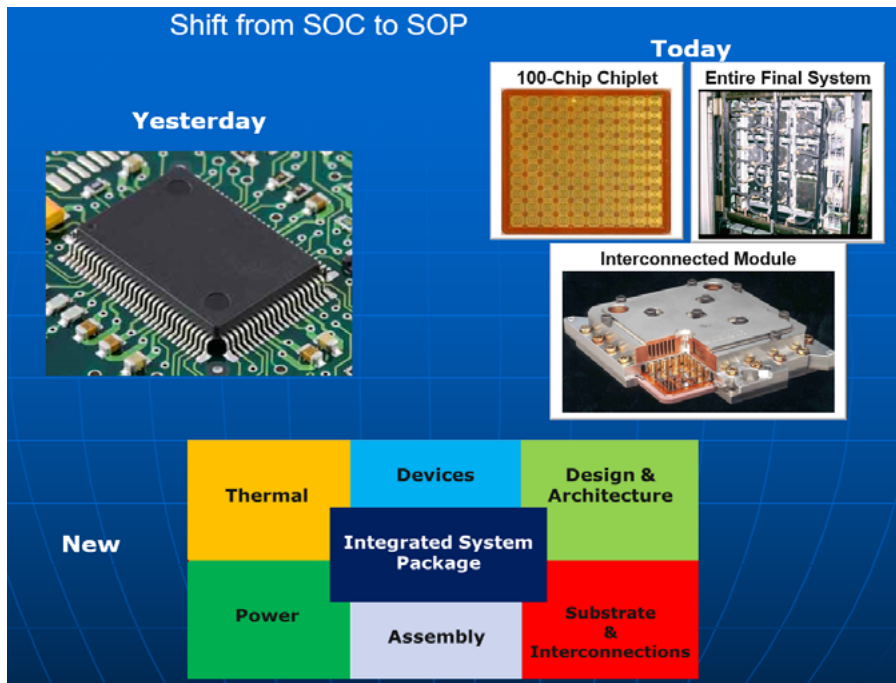 Shift from SOC to SOP
Today
100-Chip Chiplet
Entire Final System
Yesterday
Interconnected Module
New
Thermal
Devices
Design &
Architecture
Integrated System
Package
Power
Assembly
Substrate
&
Interconnections